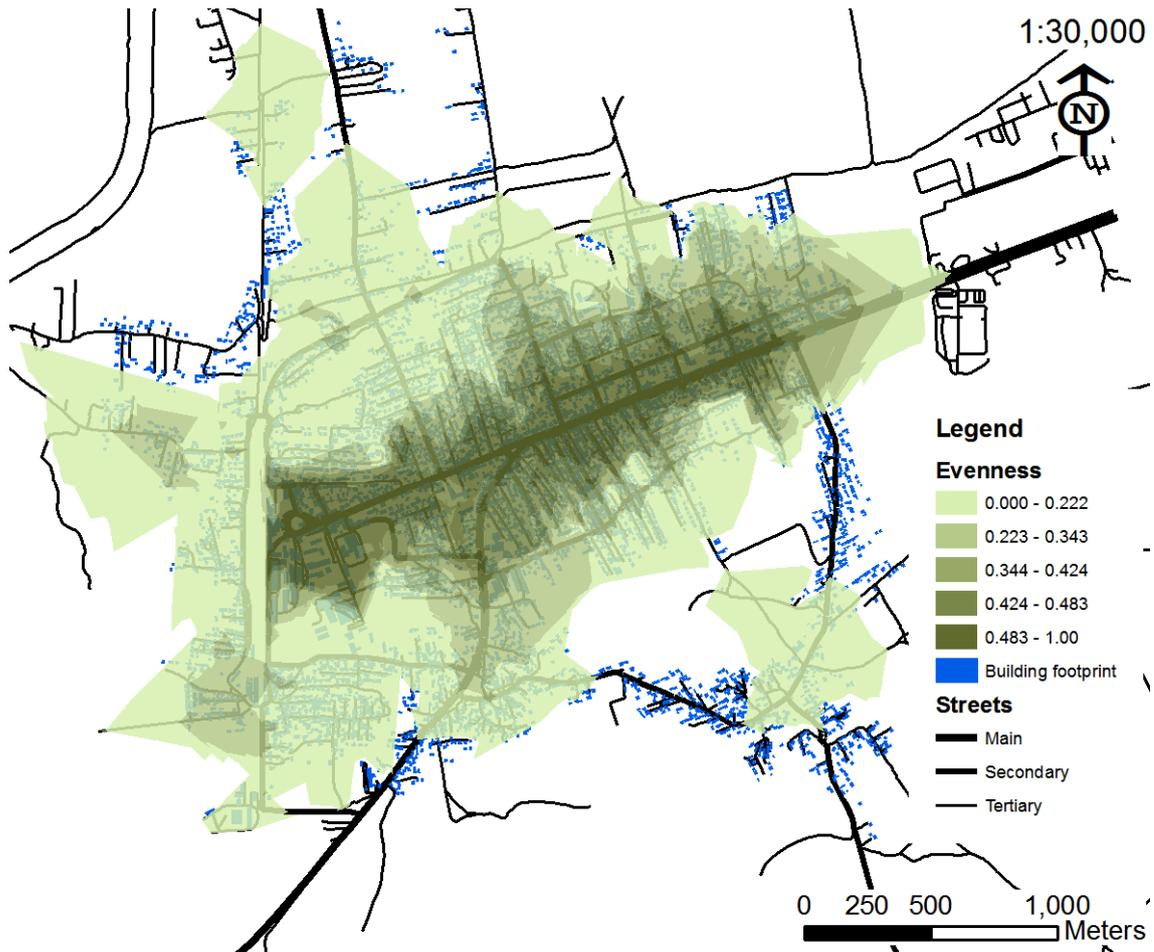 1:30,000
N
Legend
Evenness
0.000 - 0.222
0.223 - 0.343
0.344 - 0.424
0.424 - 0.483
0.483 - 1.00
Building footprint
Streets
Main
Secondary
Tertiary
0 250 500 1,000
Meters